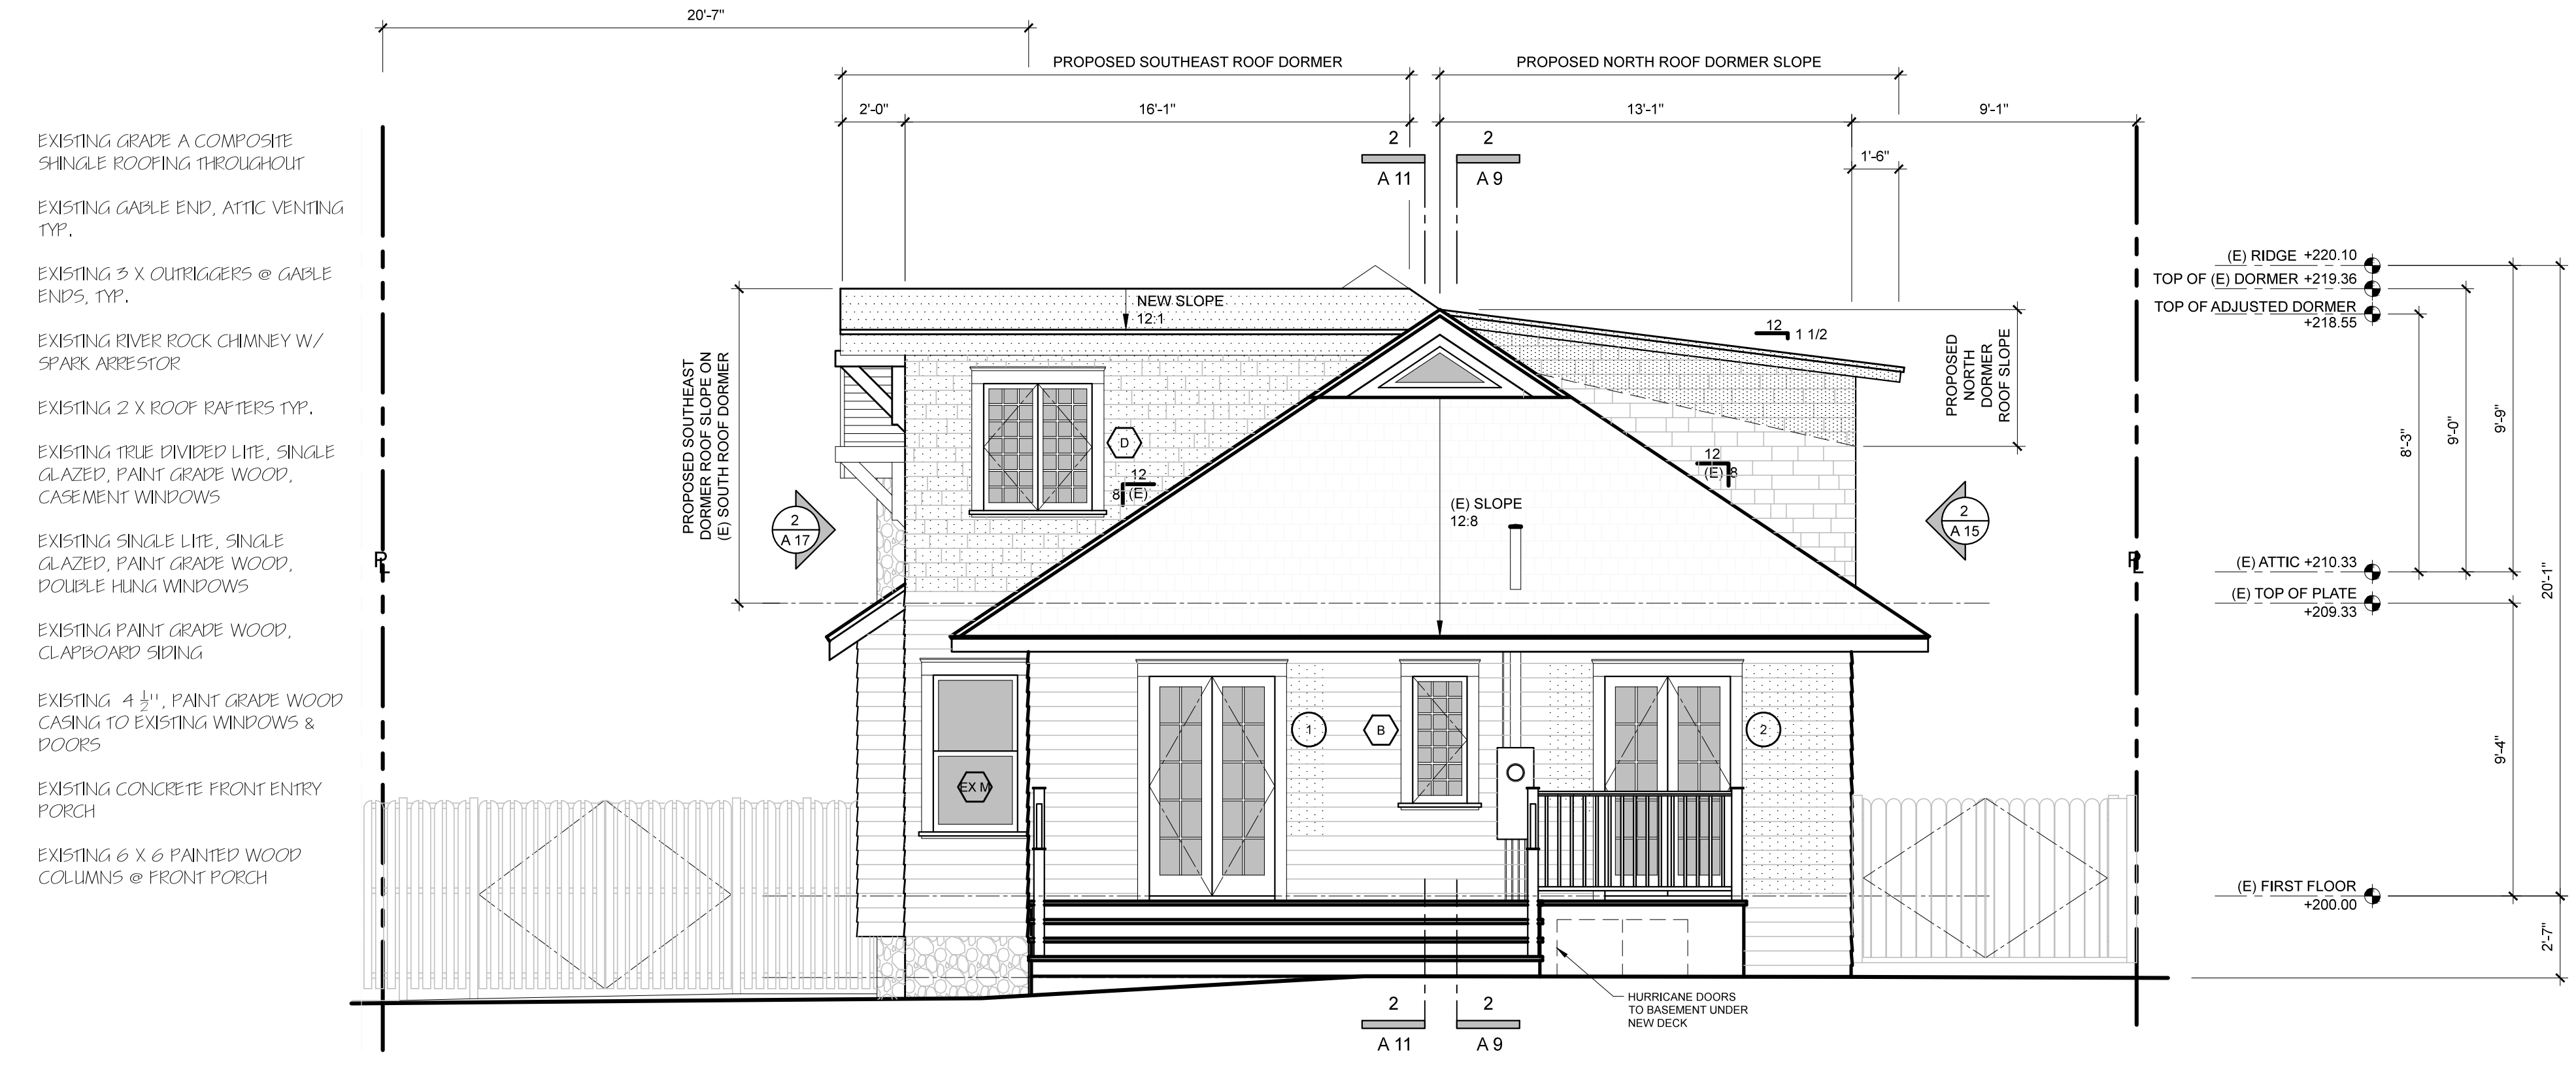 20'-7"
PROPOSED SOUTHEAST ROOF DORMER
PROPOSED NORTH ROOF DORMER SLOPE
2'-0"
16'-1"
13'-1"
9'-1"
1'-6"
2
A 11
2
A 9
EXISTING GRADE A COMPOSITE
SHINGLE ROOFING THROUGHOUT
EXISTING GABLE END, ATTIC VENTING
TYP.
EXISTING 3 X OUTRIGGERS @ GABLE
ENDS, TYP.
EXISTING RIVER ROCK CHIMNEY W/
SPARK ARRESTOR
EXISTING 2 X ROOF RAFTERS TYP.
EXISTING TRUE DIVIDED LITE, SINGLE
GLAZED, PAINT GRADE WOOD,
CASEMENT WINDOWS
EXISTING SINGLE LITE, SINGLE
GLAZED, PAINT GRADE WOOD,
DOUBLE HUNG WINDOWS
EXISTING PAINT GRADE WOOD,
CLAPBOARD SIDING
EXISTING 4 1/2", PAINT GRADE WOOD
CASING TO EXISTING WINDOWS &
DOORS
EXISTING CONCRETE FRONT ENTRY
PORCH
EXISTING 6 X 6 PAINTED WOOD
COLUMNS @ FRONT PORCH
PL
PROPOSED SOUTHEAST
DORMER ROOF SLOPE ON
(E) SOUTH ROOF DORMER
2
A 17
NEW SLOPE
12:1
D
12
8 (E)
12
1 1/2
12
(E) 8
(E) SLOPE
12:8
PROPOSED
NORTH
DORMER
ROOF SLOPE
2
A 15
PL
EX M
1
B
2
HURRICANE DOORS
TO BASEMENT UNDER
NEW DECK
2
A 11
2
A 9
(E) RIDGE +220.10
TOP OF (E) DORMER +219.36
TOP OF ADJUSTED DORMER
+218.55
(E) ATTIC +210.33
(E) TOP OF PLATE
+209.33
(E) FIRST FLOOR
+200.00
8'-3"
9'-0"
9'-9"
9'-4"
20'-1"
2'-7"